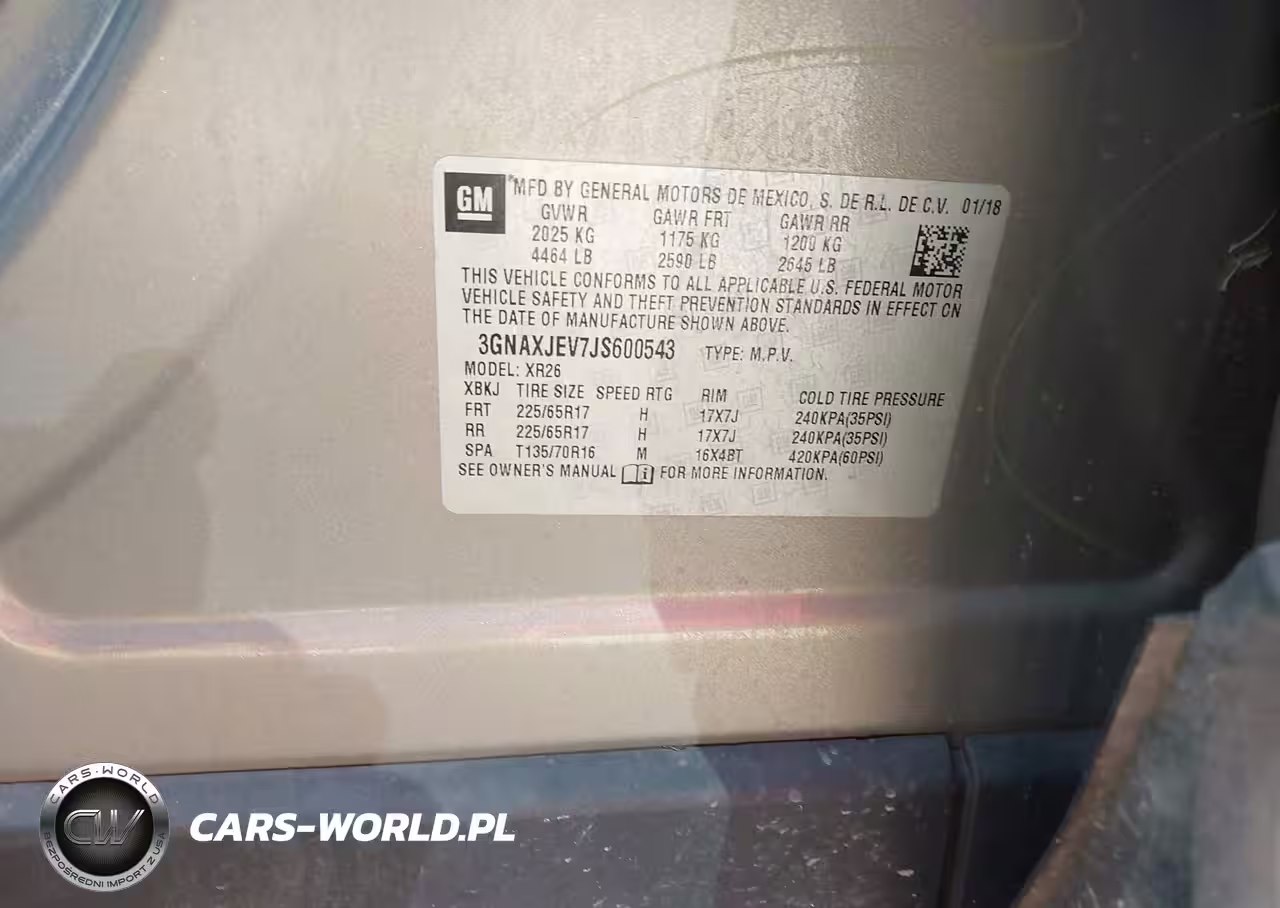 GM
*MFD BY GENERAL MOTORS DE MEXICO, S. DE R.L. DE C.V. 01/18
GVWR GAWR FRT GAWR RR
2025 KG 1175 KG 1200 KG
4464 LB 2590 LB 2645 LB
THIS VEHICLE CONFORMS TO ALL APPLICABLE U.S. FEDERAL MOTOR
VEHICLE SAFETY AND THEFT PREVENTION STANDARDS IN EFFECT ON
THE DATE OF MANUFACTURE SHOWN ABOVE.
3GNAXJEV7JS600543 TYPE: M.P.V.
MODEL: XR26
XBKJ TIRE SIZE SPEED RTG RIM COLD TIRE PRESSURE
FRT 225/65R17 H 17X7J 240KPA(35PSI)
RR 225/65R17 H 17X7J 240KPA(35PSI)
SPA T135/70R16 M 16X4BT 420KPA(60PSI)
SEE OWNER'S MANUAL FOR MORE INFORMATION.
CARS-WORLD
CW
BEZPOŚREDNI IMPORT Z USA
CARS-WORLD.PL